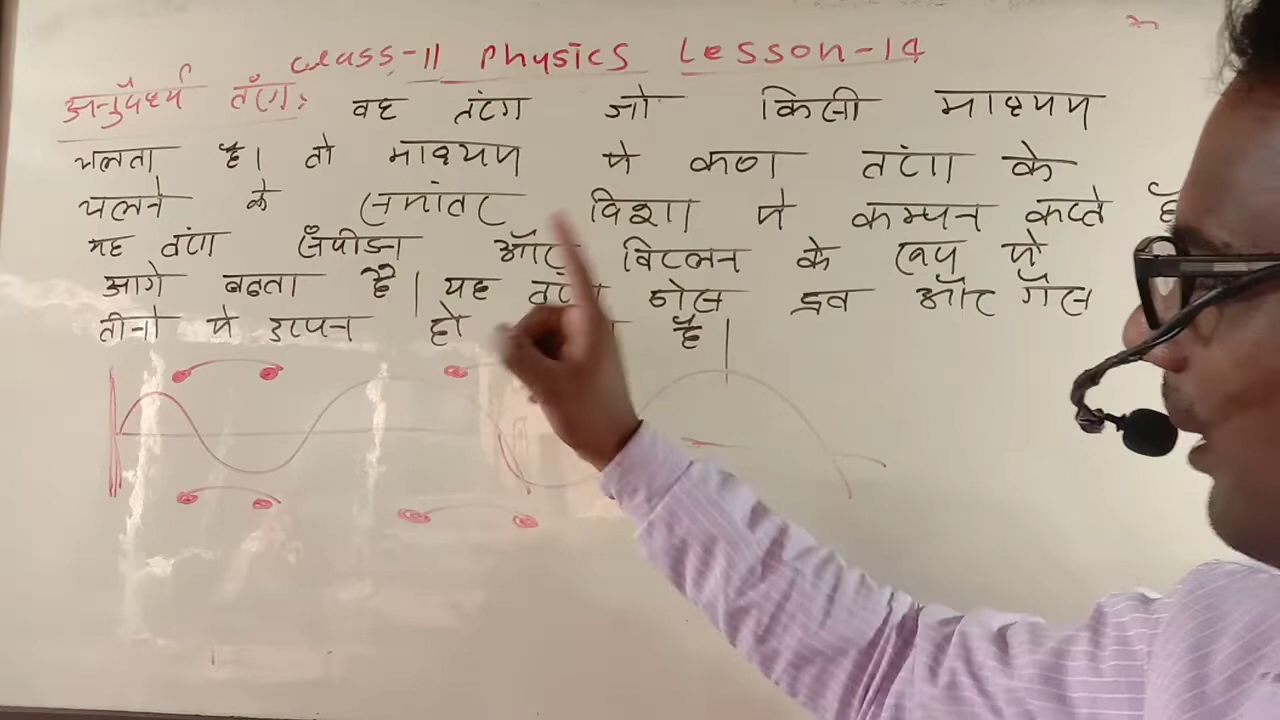 Class-11 Physics Lesson-14
अनुदैर्ध्य तरंग: वह तरंग जो किसी माध्यम
चलता है। तो माध्यम मे कण तरंग के
चलने के समांतर दिशा मे कम्पन करते है
यह तरंग संपीडन और विरलन के रूप मे
आगे बढता है। यह तरंग ठोस द्रव और गैस
तीनो मे उत्पन हो है।